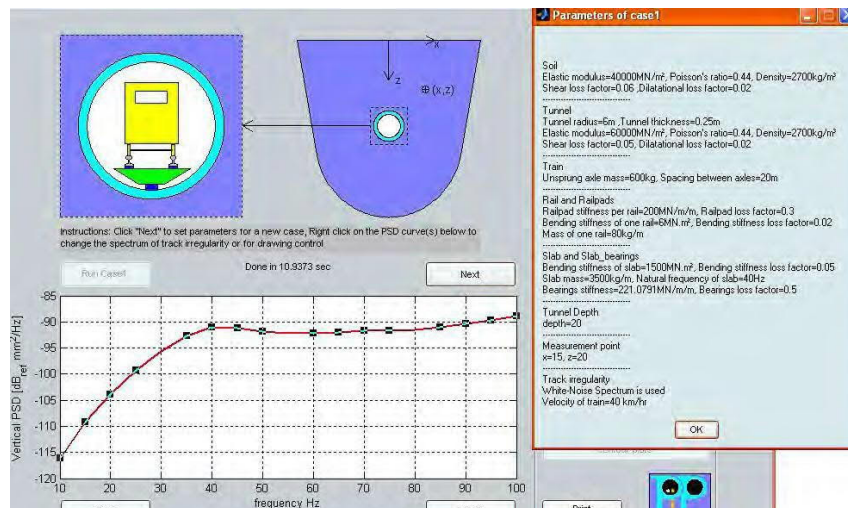 x
z
⊕ (x,z)
Instructions: Click "Next" to set parameters for a new case, Right click on the PSD curve(s) below to
change the spectrum of track irregularity or for drawing control
Run Case1
Done in 10.9373 sec
Next
Vertical PSD [dB_ref mm²/Hz]
-85
-90
-95
-100
-105
-110
-115
-120
10 20 30 40 50 60 70 80 90 100
frequency Hz
Parameters of case1
Soil
Elastic modulus=40000MN/m², Poisson's ratio=0.44, Density=2700kg/m³
Shear loss factor=0.06 ,Dilatational loss factor=0.02
------------------------------
Tunnel
Tunnel radius=6m ,Tunnel thickness=0.25m
Elastic modulus=60000MN/m², Poisson's ratio=0.44, Density=2700kg/m³
Shear loss factor=0.05, Dilatational loss factor=0.02
------------------------------
Train
Unsprung axle mass=600kg, Spacing between axles=20m
------------------------------
Rail and Railpads
Railpad stiffness per rail=200MN/m/m, Railpad loss factor=0.3
Bending stiffness of one rail=6MN.m², Bending stiffness loss factor=0.02
Mass of one rail=80kg/m
------------------------------
Slab and Slab_bearings
Bending stiffness of slab=1500MN.m², Bending stiffness loss factor=0.05
Slab mass=3500kg/m, Natural frequency of slab=40Hz
Bearings stiffness=221.0791MN/m/m, Bearings loss factor=0.5
------------------------------
Tunnel Depth
depth=20
------------------------------
Measurement point
x=15, z=20
------------------------------
Track irregularity
White-Noise Spectrum is used
Velocity of train=40 km/hr
OK
Print